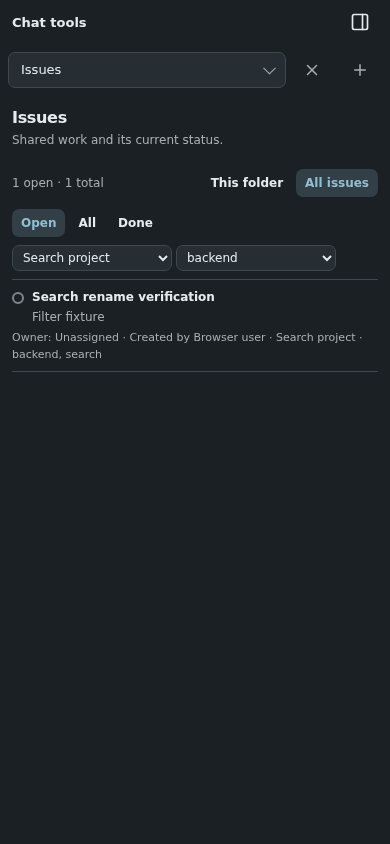 Chat tools
Issues
Issues
Shared work and its current status.
1 open · 1 total This folder All issues
Open All Done
Search project backend
Search rename verification
Filter fixture
Owner: Unassigned · Created by Browser user · Search project ·
backend, search